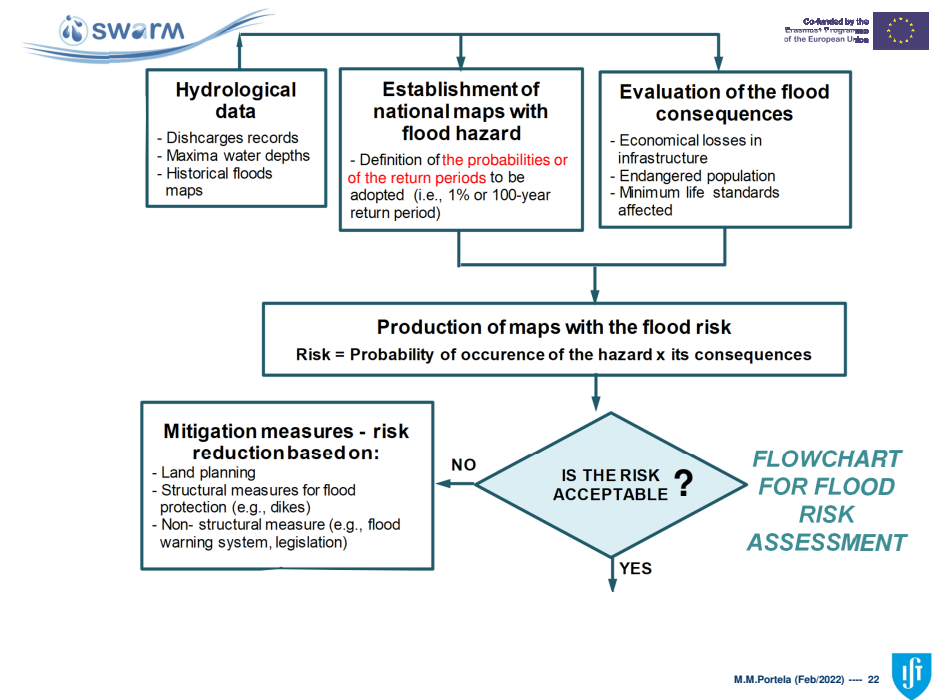 swarm
Co-funded by the
Erasmus+ Programme
of the European Union
Hydrological
data
- Dishcarges records
- Maxima water depths
- Historical floods
maps
Establishment of
national maps with
flood hazard
- Definition of the probabilities or
of the return periods to be
adopted (i.e., 1% or 100-year
return period)
Evaluation of the flood
consequences
- Economical losses in
infrastructure
- Endangered population
- Minimum life standards
affected
Production of maps with the flood risk
Risk = Probability of occurence of the hazard x its consequences
Mitigation measures - risk
reduction based on:
- Land planning
- Structural measures for flood
protection (e.g., dikes)
- Non- structural measure (e.g., flood
warning system, legislation)
NO
IS THE RISK
ACCEPTABLE ?
YES
FLOWCHART
FOR FLOOD
RISK
ASSESSMENT
M.M.Portela (Feb/2022) ---- 22